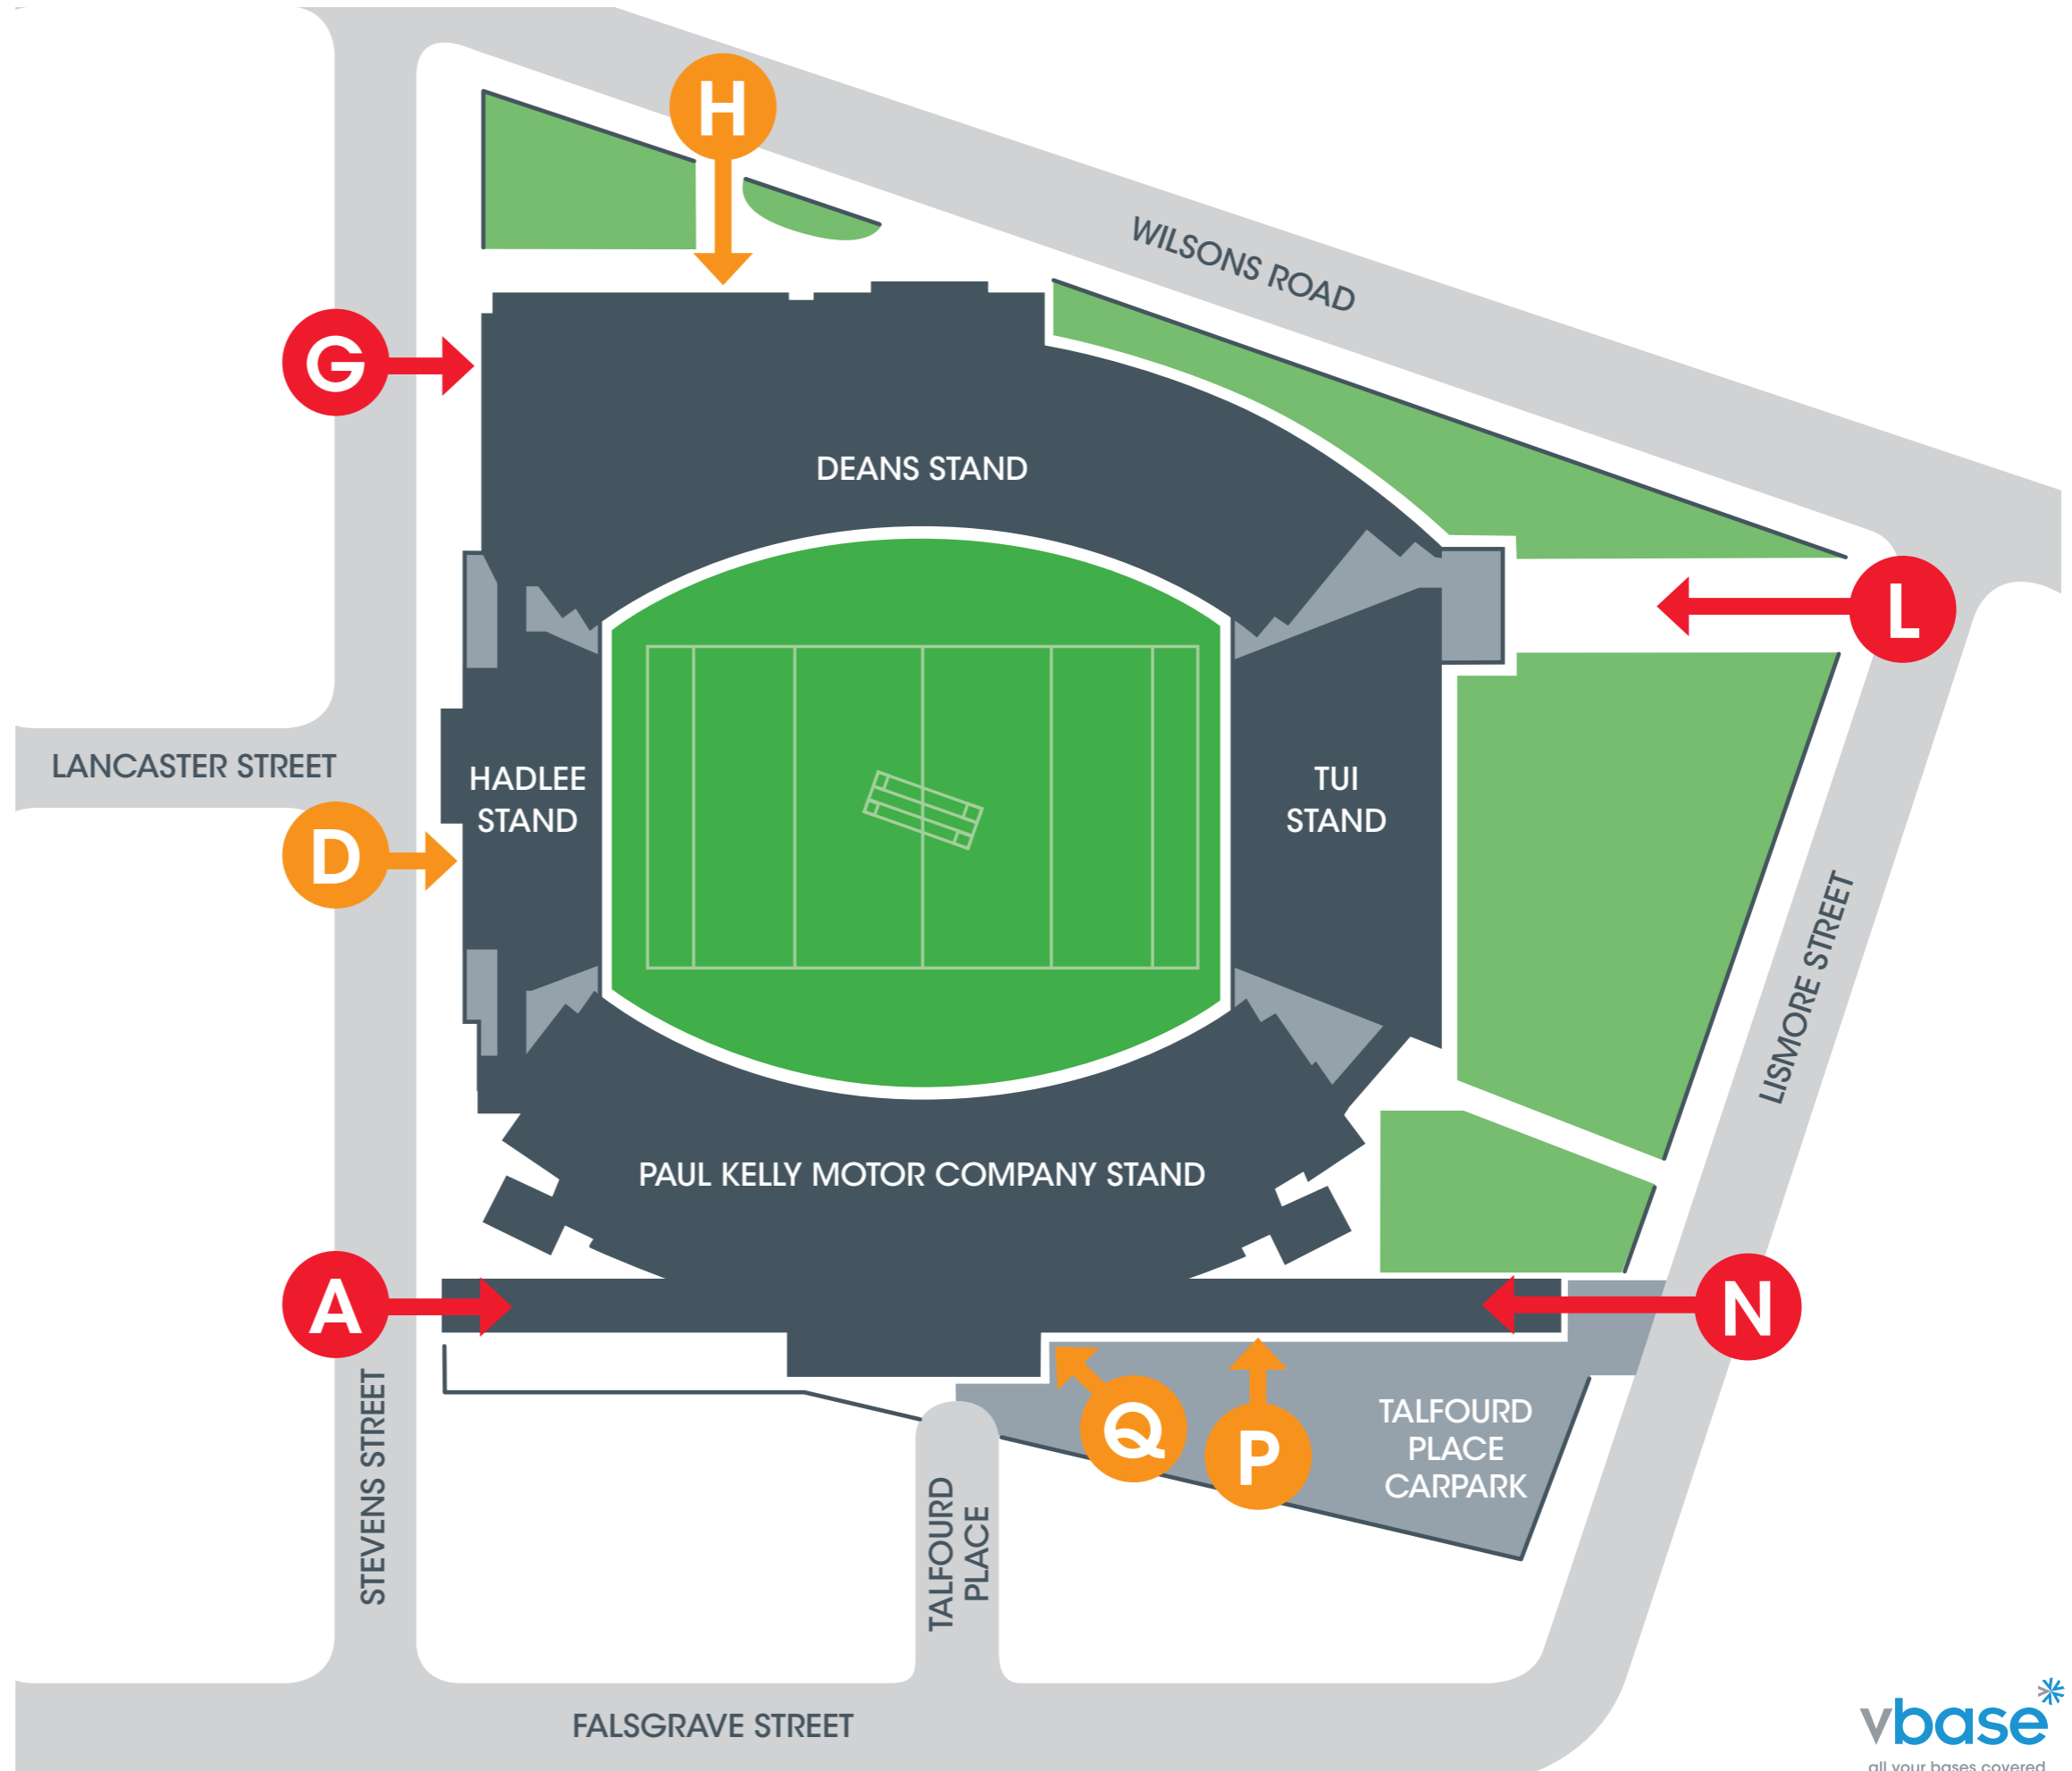 H
WILSONS ROAD
G
DEANS STAND
L
LANCASTER STREET
HADLEE
STAND
TUI
STAND
D
LISMORE STREET
PAUL KELLY MOTOR COMPANY STAND
A
N
STEVENS STREET
Q
P
TALFOURD
PLACE
CARPARK
TALFOURD
PLACE
FALSGRAVE STREET
vbase
all your bases covered